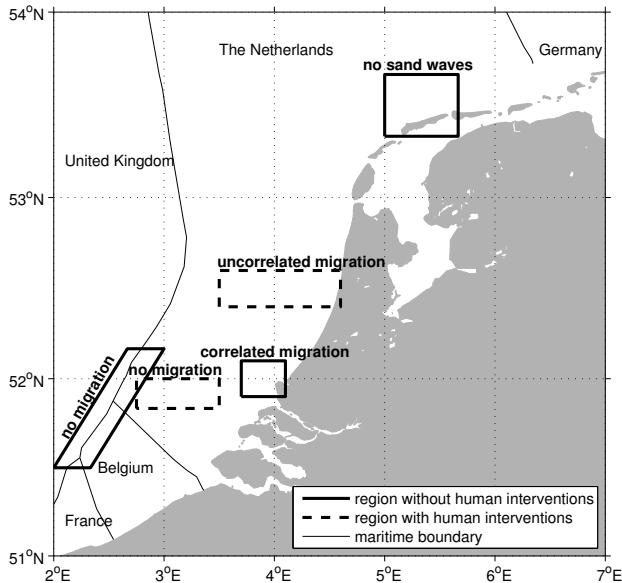 54°N
The Netherlands
Germany
no sand waves
United Kingdom
53°N
uncorrelated migration
correlated migration
no migration
52°N
no migration
Belgium
France
region without human interventions
region with human interventions
maritime boundary
51°N
2°E
3°E
4°E
5°E
6°E
7°E